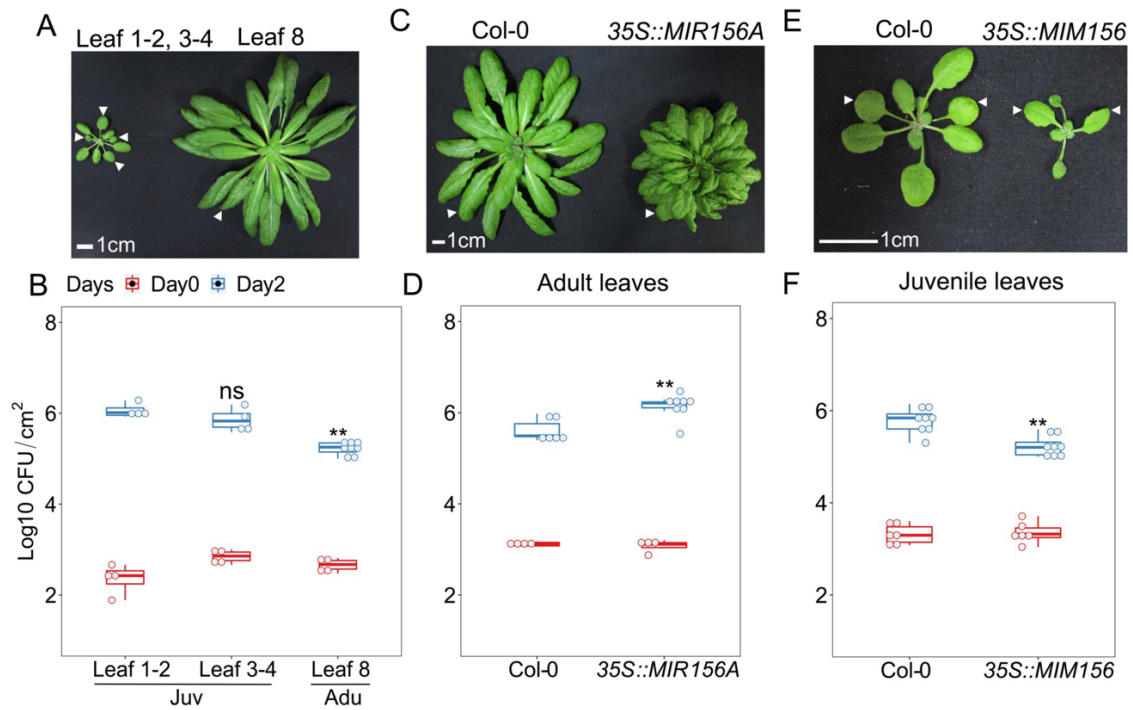 A
Leaf 1-2, 3-4 Leaf 8
1cm
C
Col-0 35S::MIR156A
1cm
E
Col-0 35S::MIM156
1cm
B Days Day0 Day2
Log10 CFU/cm2
8
6
4
2
ns
**
Leaf 1-2 Leaf 3-4 Leaf 8
Juv Adu
D Adult leaves
8
6
4
2
**
Col-0 35S::MIR156A
F Juvenile leaves
8
6
4
2
**
Col-0 35S::MIM156